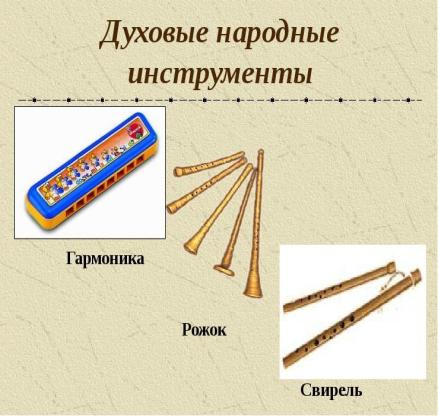 Духовые народные
инструменты
Гармоника
Рожок
Свирель